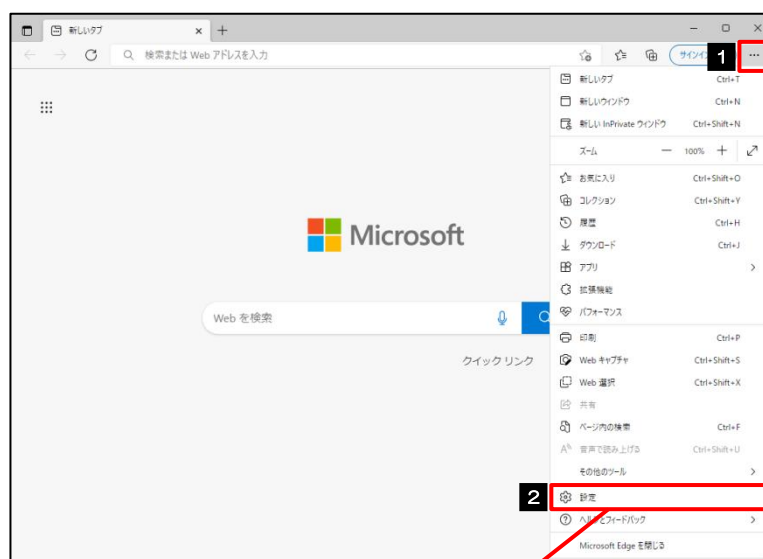 新しいタブ
検索または Web アドレスを入力
1
新しいタブ Ctrl+T
新しいウィンドウ Ctrl+N
新しい InPrivate ウィンドウ Ctrl+Shift+N
ズーム 100%
お気に入り Ctrl+Shift+O
コレクション Ctrl+Shift+Y
履歴 Ctrl+H
ダウンロード Ctrl+J
アプリ
拡張機能
パフォーマンス
印刷 Ctrl+P
Web キャプチャ Ctrl+Shift+S
Web 選択 Ctrl+Shift+X
共有
ページ内の検索 Ctrl+F
音声で読み上げる Ctrl+Shift+U
その他のツール
2 設定
ヘルプとフィードバック
Microsoft Edge を閉じる
Microsoft
Web を検索
クイック リンク